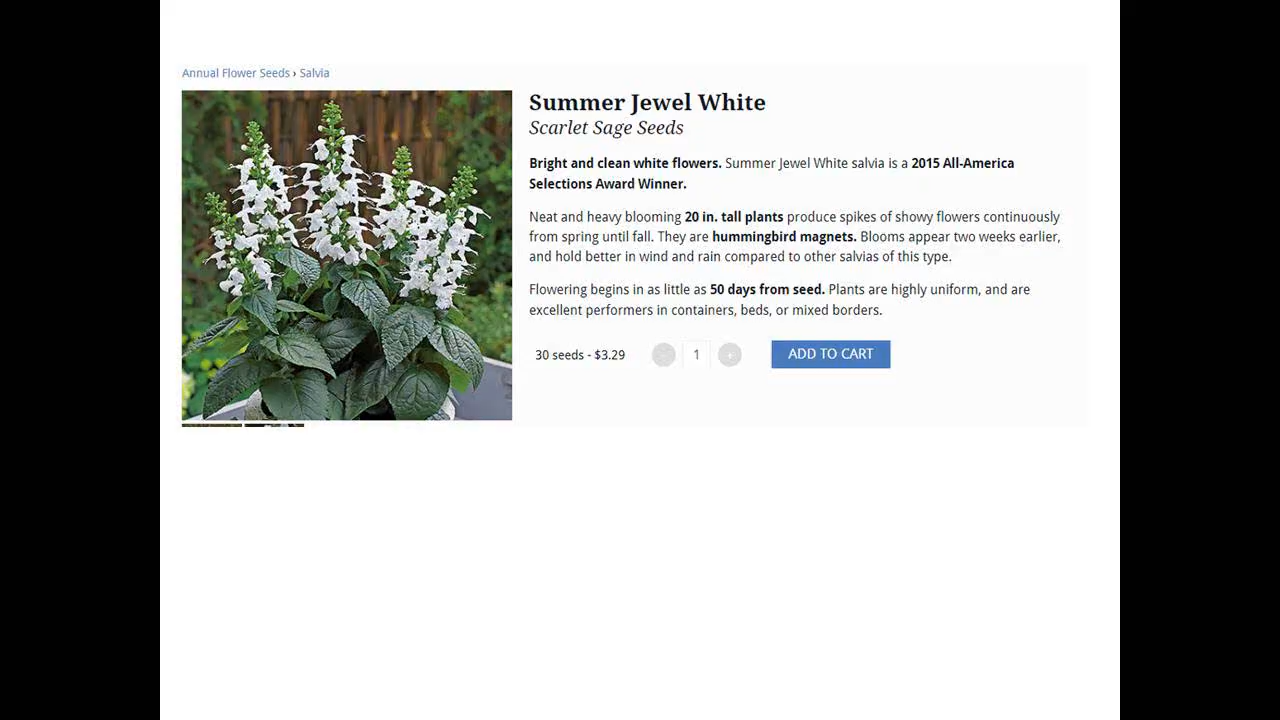 Annual Flower Seeds › Salvia
Summer Jewel White
Scarlet Sage Seeds
Bright and clean white flowers. Summer Jewel White salvia is a 2015 All-America
Selections Award Winner.
Neat and heavy blooming 20 in. tall plants produce spikes of showy flowers continuously
from spring until fall. They are hummingbird magnets. Blooms appear two weeks earlier,
and hold better in wind and rain compared to other salvias of this type.
Flowering begins in as little as 50 days from seed. Plants are highly uniform, and are
excellent performers in containers, beds, or mixed borders.
30 seeds - $3.29 - 1 + ADD TO CART